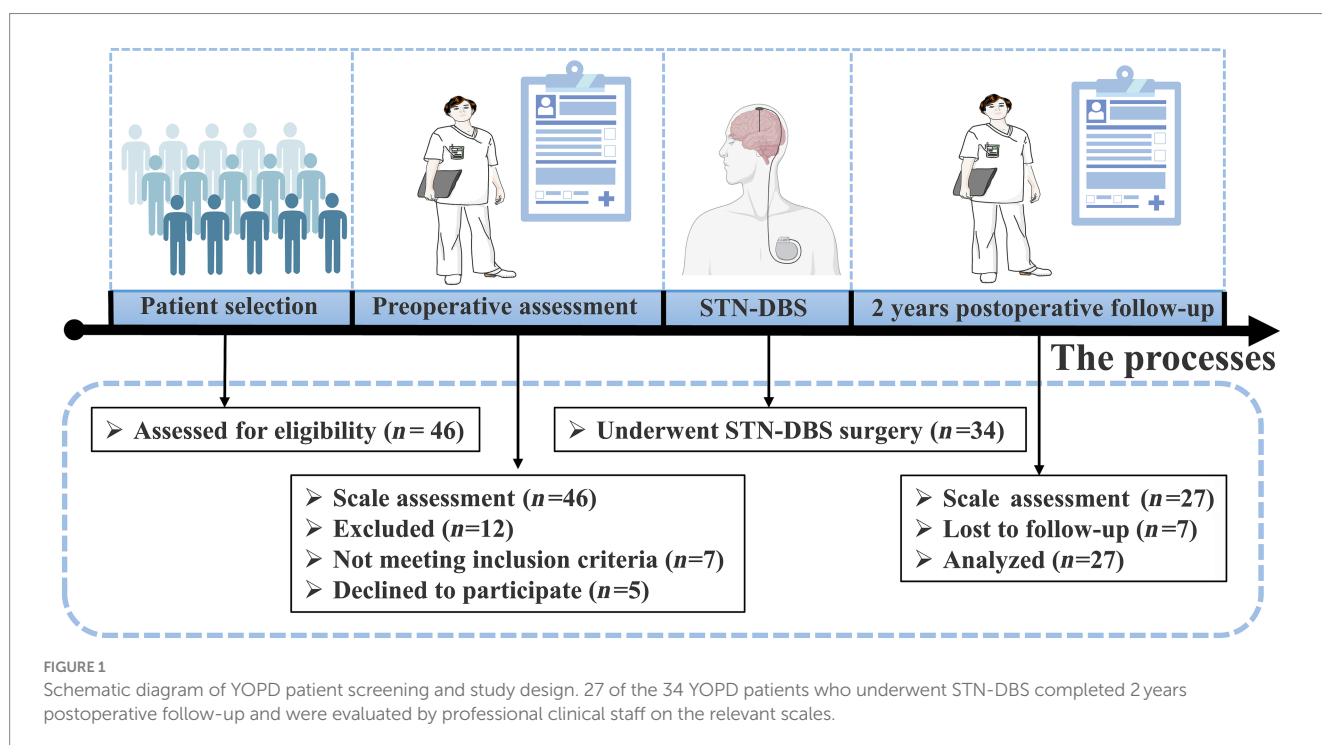 Patient selection
Preoperative assessment
STN-DBS
2 years postoperative follow-up
The processes
➢ Assessed for eligibility (n= 46)
➢ Underwent STN-DBS surgery (n=34)
➢ Scale assessment (n=46)
➢ Excluded (n=12)
➢ Not meeting inclusion criteria (n=7)
➢ Declined to participate (n=5)
➢ Scale assessment (n=27)
➢ Lost to follow-up (n=7)
➢ Analyzed (n=27)
FIGURE 1
Schematic diagram of YOPD patient screening and study design. 27 of the 34 YOPD patients who underwent STN-DBS completed 2 years
postoperative follow-up and were evaluated by professional clinical staff on the relevant scales.